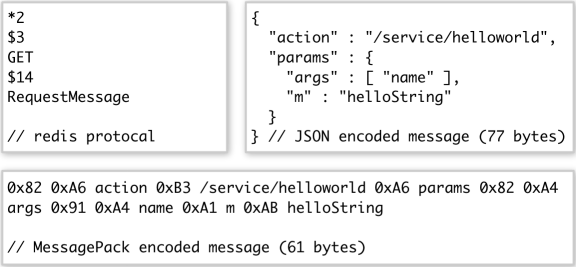 *2
$3
GET
$14
RequestMessage
// redis protocal
{
"action" : "/service/helloworld",
"params" : {
"args" : [ "name" ],
"m" : "helloString"
}
} // JSON encoded message (77 bytes)
0x82 0xA6 action 0xB3 /service/helloworld 0xA6 params 0x82 0xA4
args 0x91 0xA4 name 0xA1 m 0xAB helloString
// MessagePack encoded message (61 bytes)